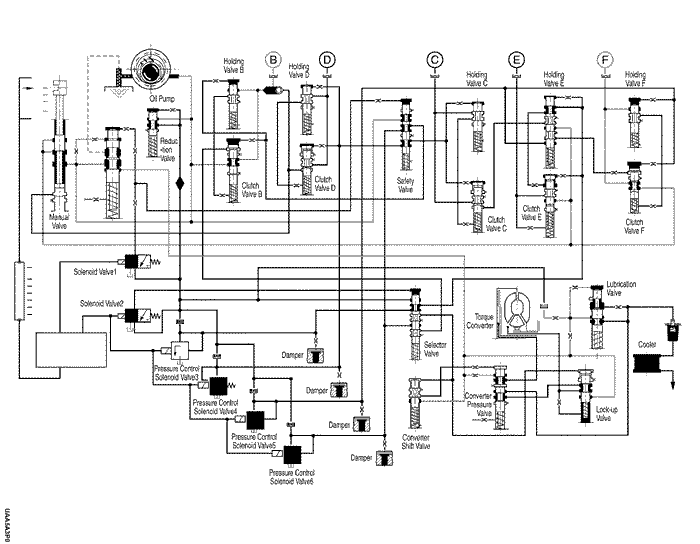 Holding
Valve B
B
Holding
Valve D
D
C
Holding
Valve C
E
Holding
Valve E
F
Holding
Valve F
Oil Pump
Reduc
-tion
Valve
Manual
Valve
Clutch
Valve B
Clutch
Valve D
Safety
Valve
Clutch
Valve C
Clutch
Valve E
Clutch
Valve F
Solenoid Valve1
Solenoid Valve2
Pressure Control
Solenoid Valve3
Pressure Control
Solenoid Valve4
Pressure Control
Solenoid Valve5
Pressure Control
Solenoid Valve6
Damper
Damper
Damper
Damper
Selector
Valve
Converter
Shift Valve
Torque
Converter
Converter
Pressure
Valve
Lubrication
Valve
Lock-up
Valve
Cooler